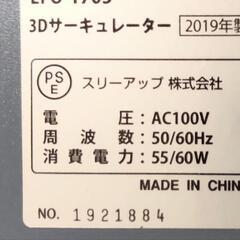 3Dサーキュレーター 2019年製
PS
E
スリーアップ 株式会社
電 圧：AC100V
周 波 数：50/60Hz
消 費 電 力：55/60W
MADE IN CHIN
NO. 1921884